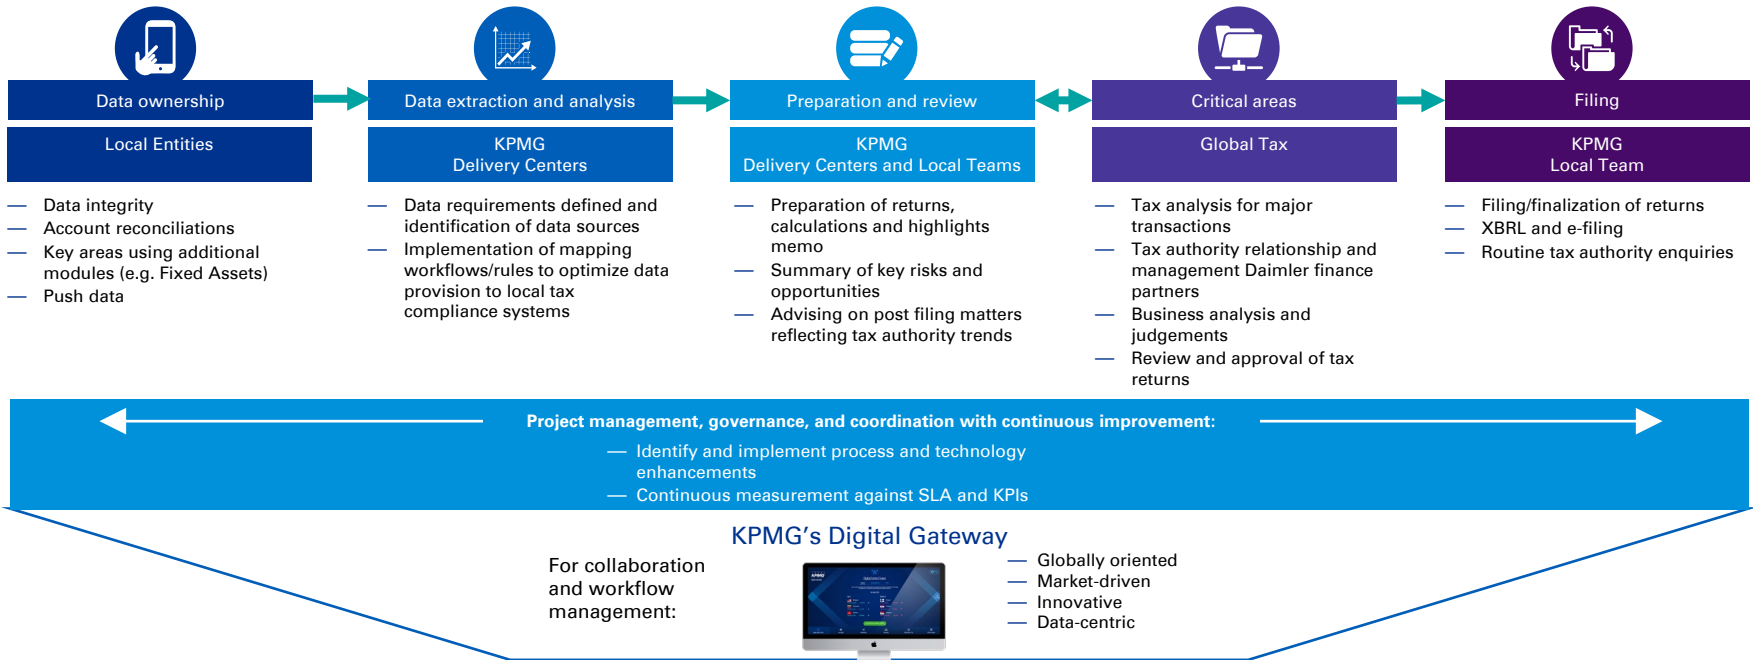 Data ownership
Local Entities
— Data integrity
— Account reconciliations
— Key areas using additional
modules (e.g. Fixed Assets)
— Push data
Data extraction and analysis
KPMG
Delivery Centers
— Data requirements defined and
identification of data sources
— Implementation of mapping
workflows/rules to optimize data
provision to local tax
compliance systems
Preparation and review
KPMG
Delivery Centers and Local Teams
— Preparation of returns,
calculations and highlights
memo
— Summary of key risks and
opportunities
— Advising on post filing matters
reflecting tax authority trends
Critical areas
Global Tax
— Tax analysis for major
transactions
— Tax authority relationship and
management Daimler finance
partners
— Business analysis and
judgements
— Review and approval of tax
returns
Filing
KPMG
Local Team
— Filing/finalization of returns
— XBRL and e-filing
— Routine tax authority enquiries
Project management, governance, and coordination with continuous improvement:
— Identify and implement process and technology
enhancements
— Continuous measurement against SLA and KPIs
KPMG’s Digital Gateway
For collaboration
and workflow
management:
KPMG
— Globally oriented
— Market-driven
— Innovative
— Data-centric